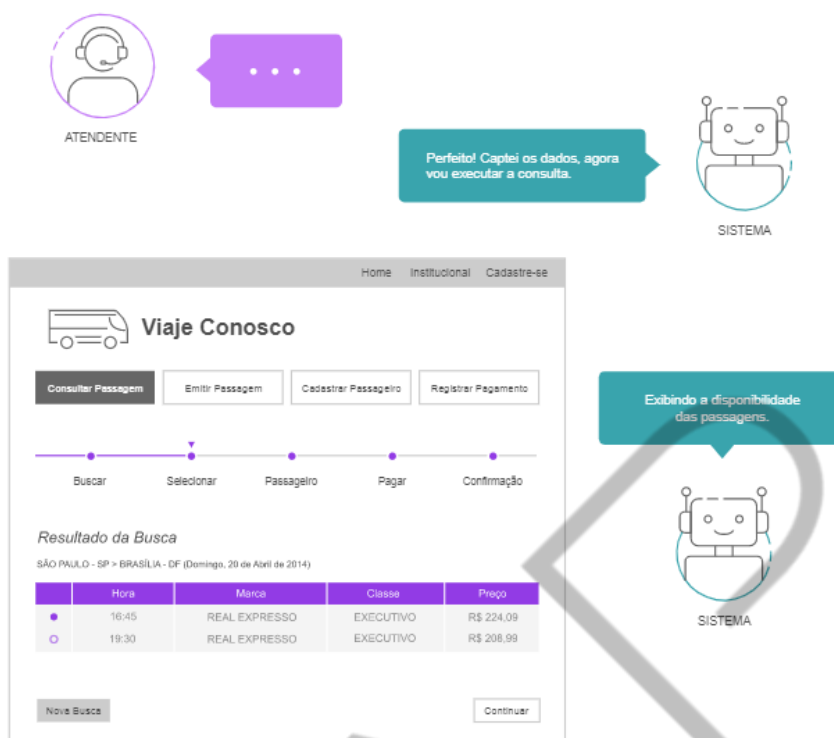 ATENDENTE
• • •
Perfeito! Captei os dados, agora
vou executar a consulta.
SISTEMA
Home Institucional Cadastre-se
Viaje Conosco
Consultar Passagem Emitir Passagem Cadastrar Passageiro Registrar Pagamento
Buscar Selecionar Passageiro Pagar Confirmação
Exibindo a disponibilidade
das passagens.
SISTEMA
Resultado da Busca
SÃO PAULO - SP > BRASÍLIA - DF (Domingo, 20 de Abril de 2014)
Hora Marca Classe Preço
16:45 REAL EXPRESSO EXECUTIVO R$ 224,09
19:30 REAL EXPRESSO EXECUTIVO R$ 208,99
Nova Busca Continuar